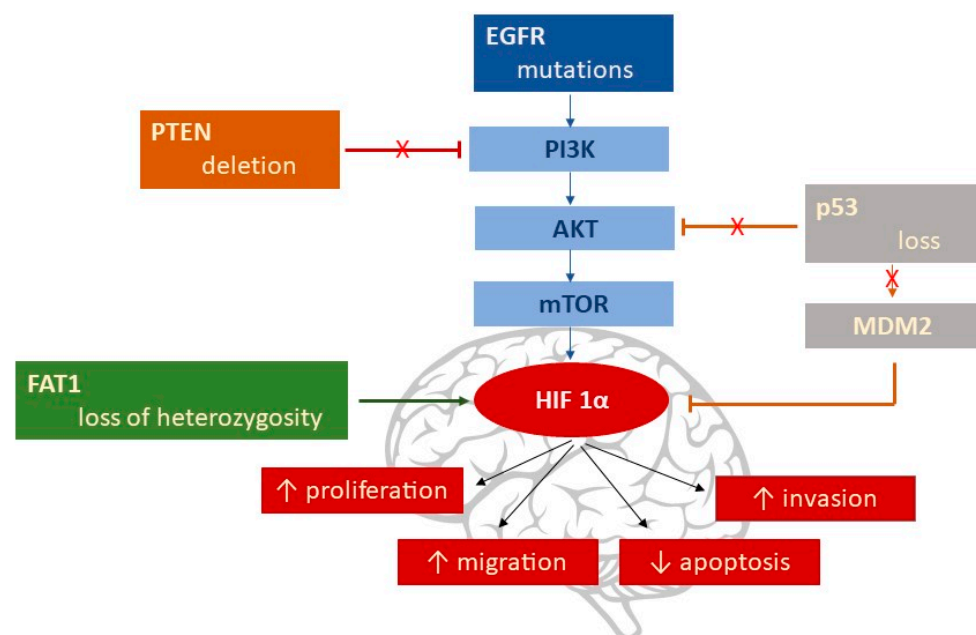 EGFR
mutations
PTEN
deletion
PI3K
X
p53
loss
AKT
X
X
mTOR
MDM2
FAT1
loss of heterozygosity
HIF 1α
↑ proliferation
↑ invasion
↑ migration
↓ apoptosis